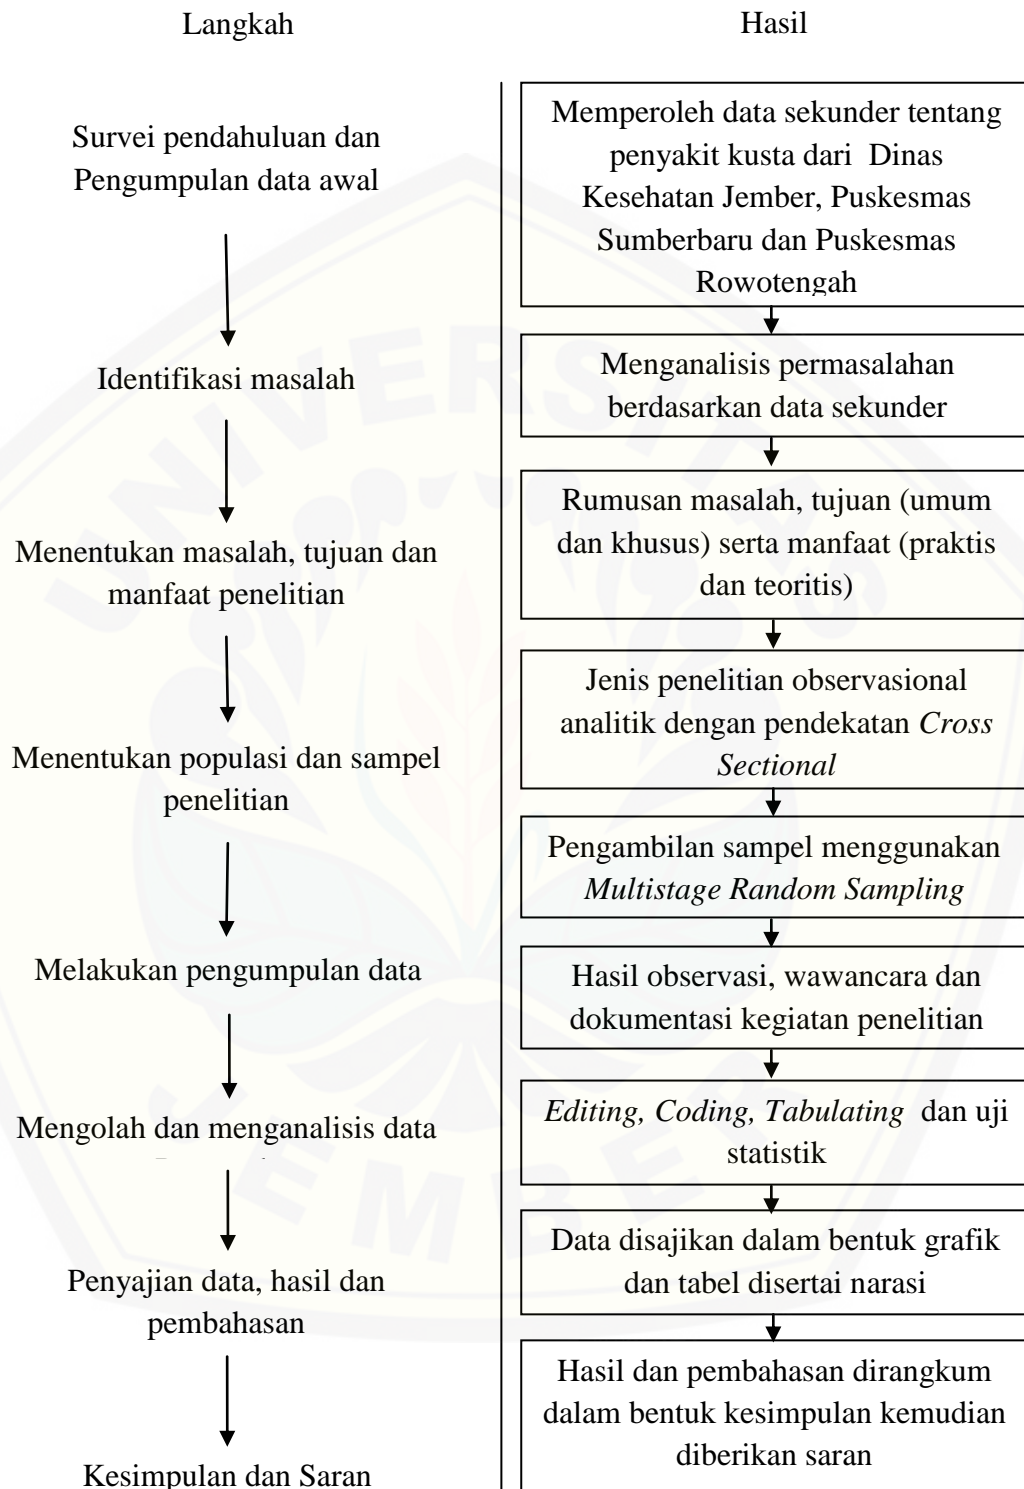 Langkah
Hasil
Survei pendahuluan dan
Pengumpulan data awal
Identifikasi masalah
Menentukan masalah, tujuan dan
manfaat penelitian
Menentukan populasi dan sampel
penelitian
Melakukan pengumpulan data
Mengolah dan menganalisis data
Penyajian data, hasil dan
pembahasan
Kesimpulan dan Saran
Memperoleh data sekunder tentang
penyakit kusta dari Dinas
Kesehatan Jember, Puskesmas
Sumberbaru dan Puskesmas
Rowotengah
Menganalisis permasalahan
berdasarkan data sekunder
Rumusan masalah, tujuan (umum
dan khusus) serta manfaat (praktis
dan teoritis)
Jenis penelitian observasional
analitik dengan pendekatan Cross
Sectional
Pengambilan sampel menggunakan
Multistage Random Sampling
Hasil observasi, wawancara dan
dokumentasi kegiatan penelitian
Editing, Coding, Tabulating dan uji
statistik
Data disajikan dalam bentuk grafik
dan tabel disertai narasi
Hasil dan pembahasan dirangkum
dalam bentuk kesimpulan kemudian
diberikan saran
UNIVERSITAS
JEMBER